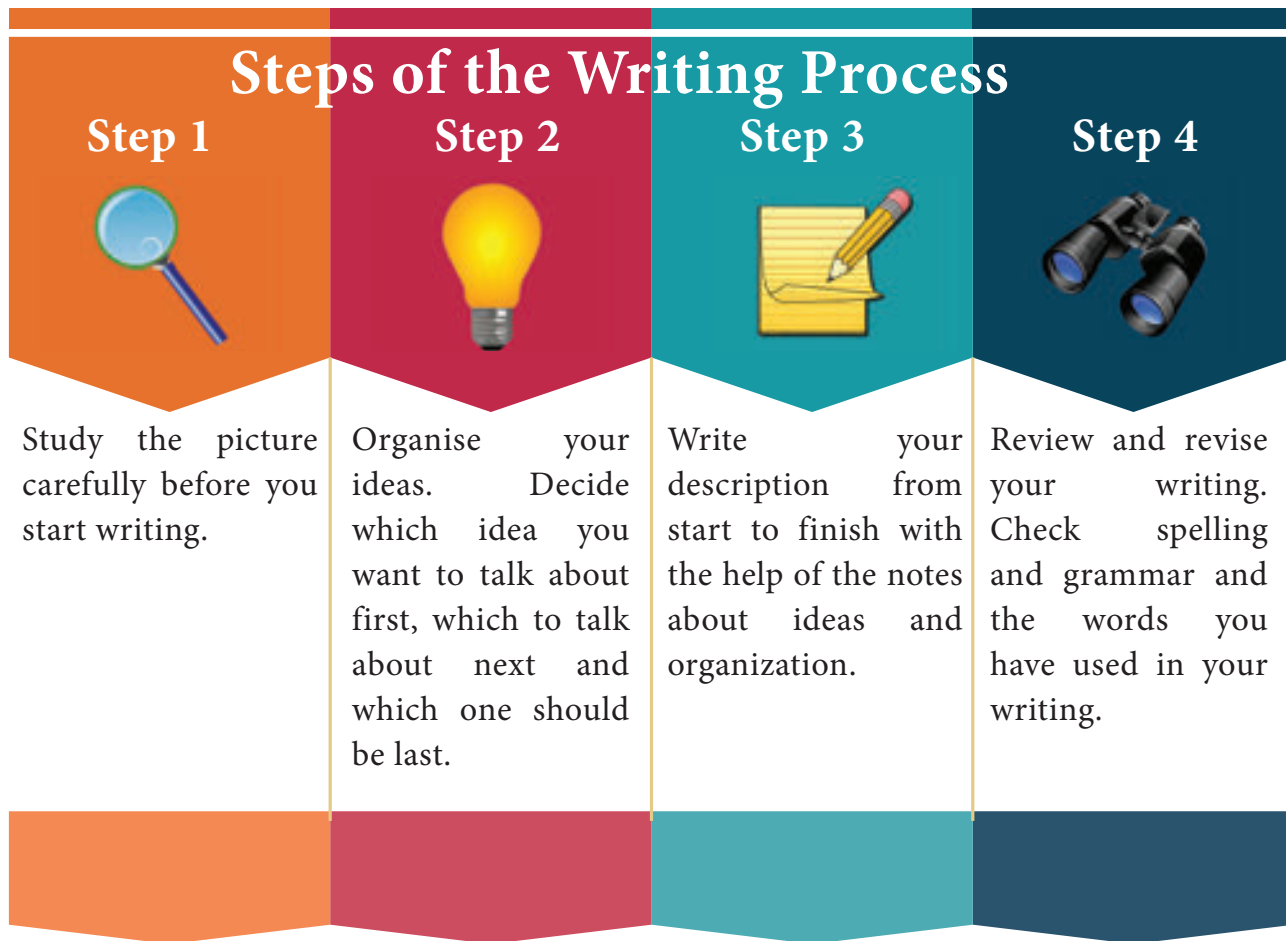 Steps of the Writing Process
Step 1
Study the picture
carefully before you
start writing.
Step 2
Organise your
ideas. Decide
which idea you
want to talk about
first, which to talk
about next and
which one should
be last.
Step 3
Write your
description from
start to finish with
the help of the notes
about ideas and
organization.
Step 4
Review and revise
your writing.
Check spelling
and grammar and
the words you
have used in your
writing.